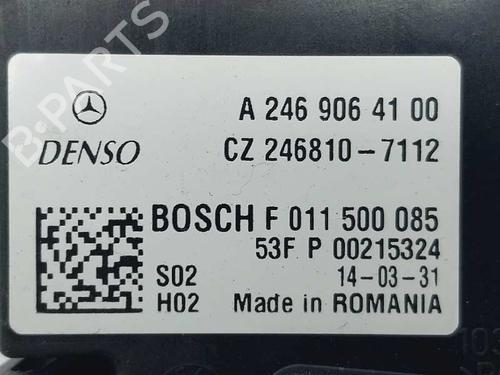 A 246 906 41 00
DENSO CZ 246810-7112
BOSCH F 011 500 085
53F P 00215324
S02 14-03-31
H02 Made in ROMANIA
B-PARTS